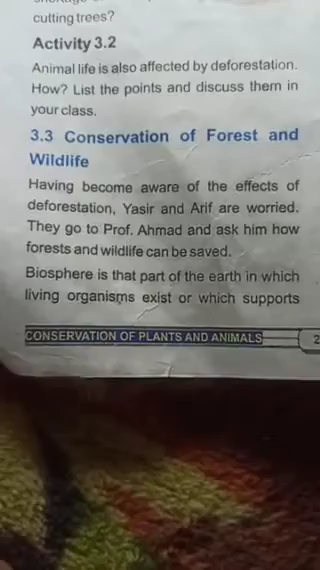 cutting trees?
Activity 3.2
Animal life is also affected by deforestation.
How? List the points and discuss them in
your class.
3.3 Conservation of Forest and
Wildlife
Having become aware of the effects of
deforestation, Yasir and Arif are worried.
They go to Prof. Ahmad and ask him how
forests and wildlife can be saved.
Biosphere is that part of the earth in which
living organisms exist or which supports
CONSERVATION OF PLANTS AND ANIMALS